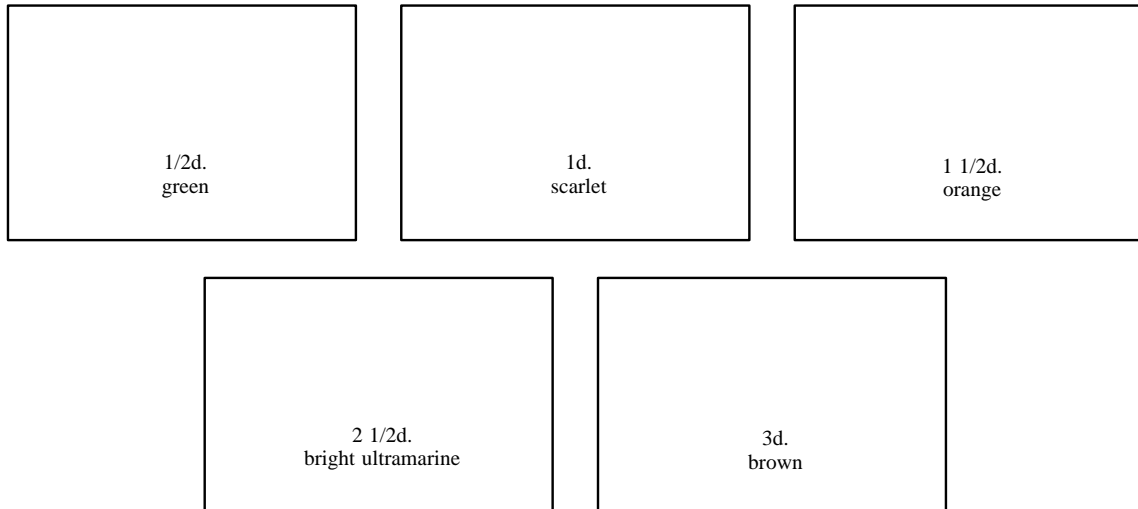 1/2d.
green
1d.
scarlet
1 1/2d.
orange
2 1/2d.
bright ultramarine
3d.
brown